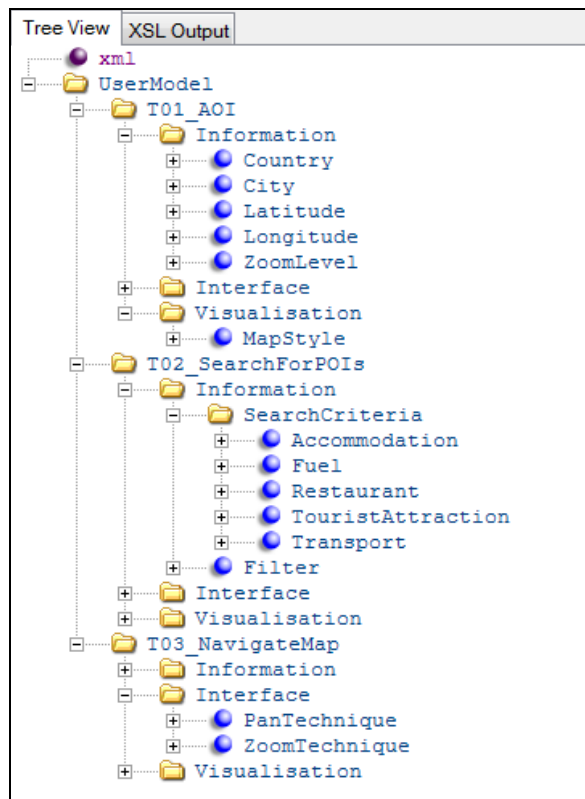 Tree View XSL Output
xml
UserModel
T01_AOI
Information
Country
City
Latitude
Longitude
ZoomLevel
Interface
Visualisation
MapStyle
T02_SearchForPOIs
Information
SearchCriteria
Accommodation
Fuel
Restaurant
TouristAttraction
Transport
Filter
Interface
Visualisation
T03_NavigateMap
Information
Interface
PanTechnique
ZoomTechnique
Visualisation